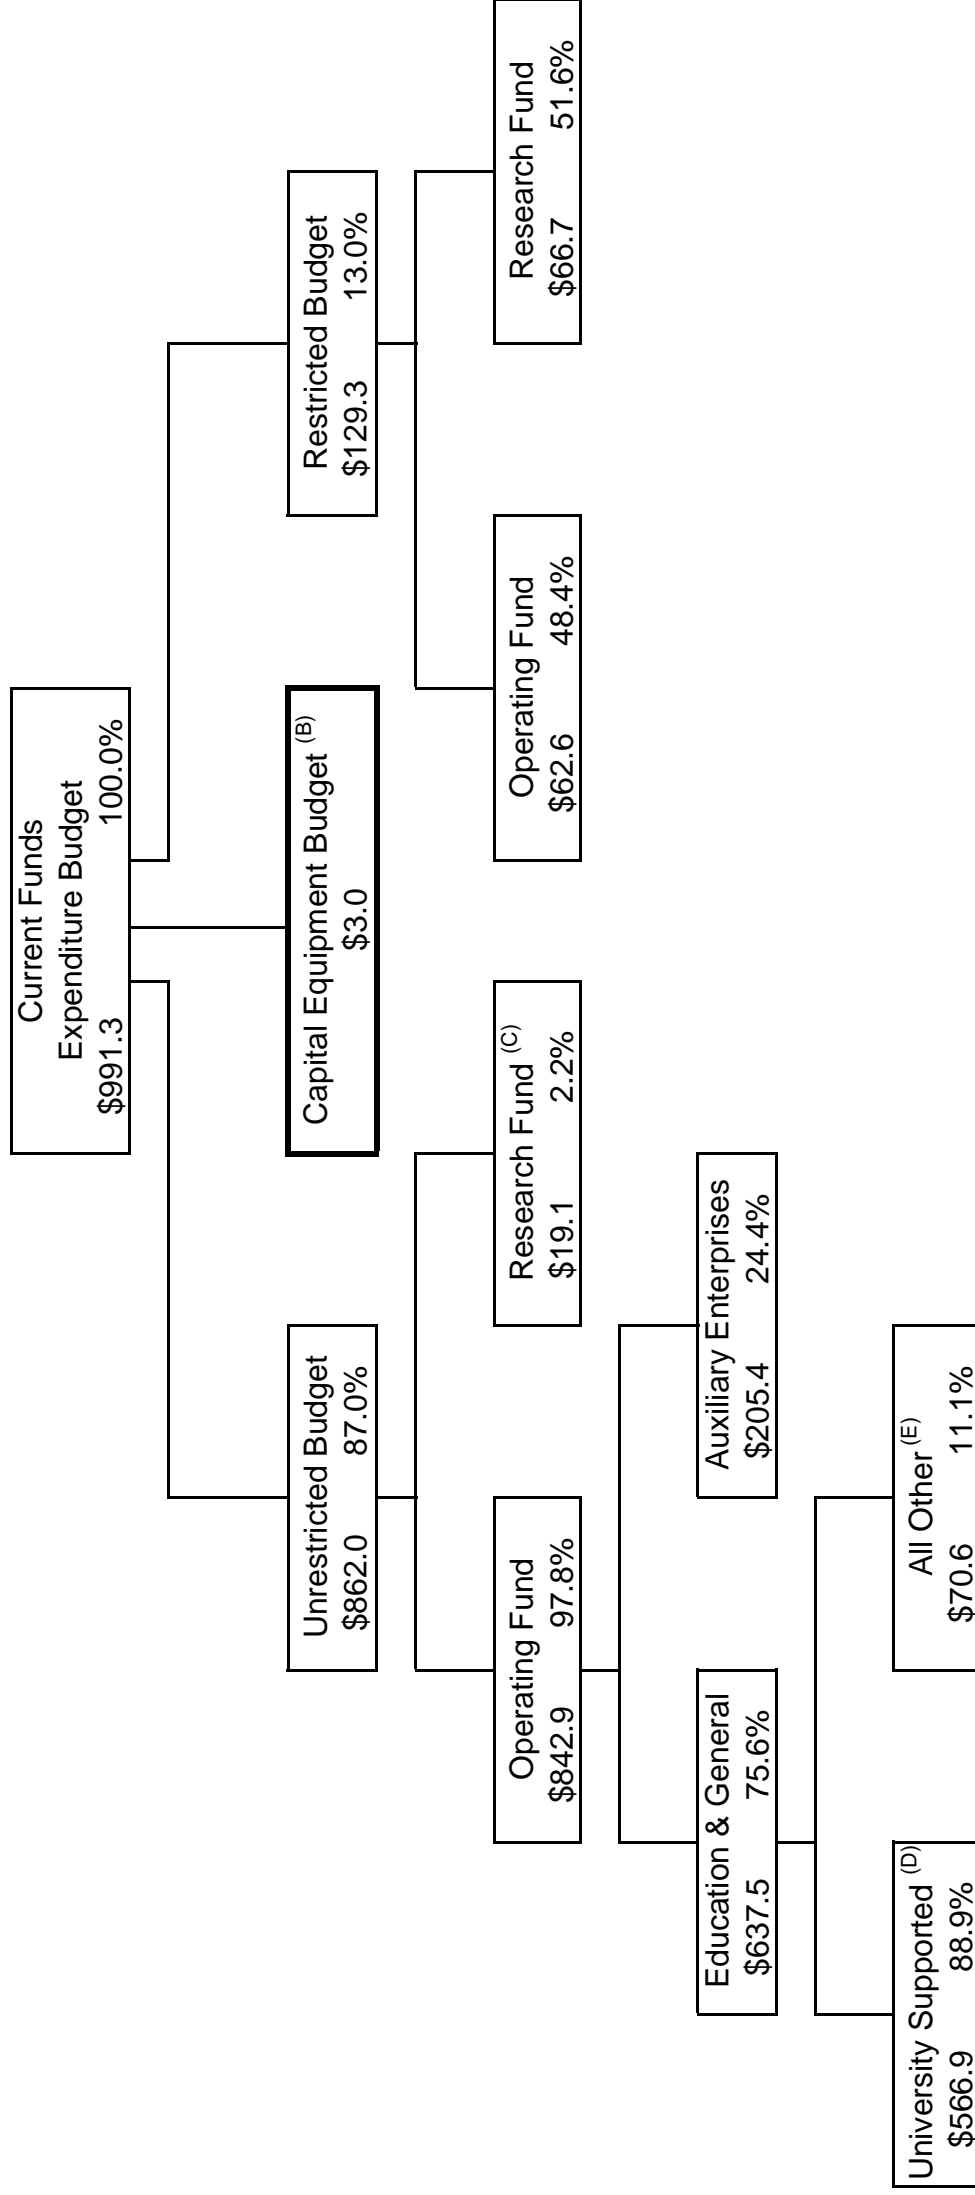 Current Funds
Expenditure Budget
$991.3 100.0%
Unrestricted Budget
$862.0 87.0%
Capital Equipment Budget (B)
$3.0
Restricted Budget
$129.3 13.0%
Operating Fund
$842.9 97.8%
Research Fund (C)
$19.1 2.2%
Operating Fund
$62.6 48.4%
Research Fund
$66.7 51.6%
Education & General
$637.5 75.6%
Auxiliary Enterprises
$205.4 24.4%
University Supported (D)
$566.9 88.9%
All Other (E)
$70.6 11.1%